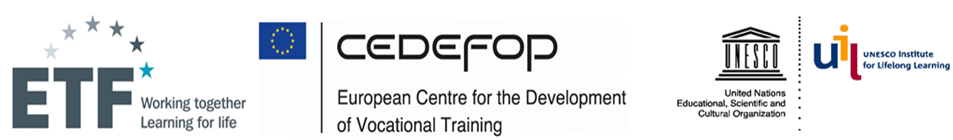 ETF
Working together
Learning for life
CEDEFOP
European Centre for the Development
of Vocational Training
UNESCO
United Nations
Educational, Scientific and
Cultural Organization
uil
UNESCO Institute
for Lifelong Learning